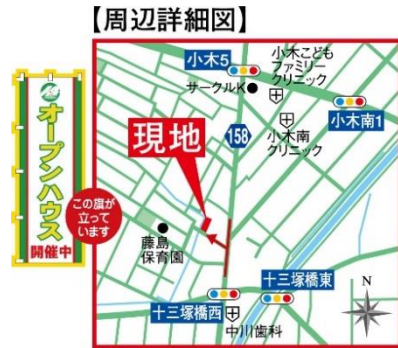 【周辺詳細図】
オープンハウス
開催中
この旗が
立って
います
小木5
小木こども
ファミリー
クリニック
サークルK
小木南1
158
小木南
クリニック
現地
藤島
保育園
十三塚橋東
十三塚橋西
中川歯科
N